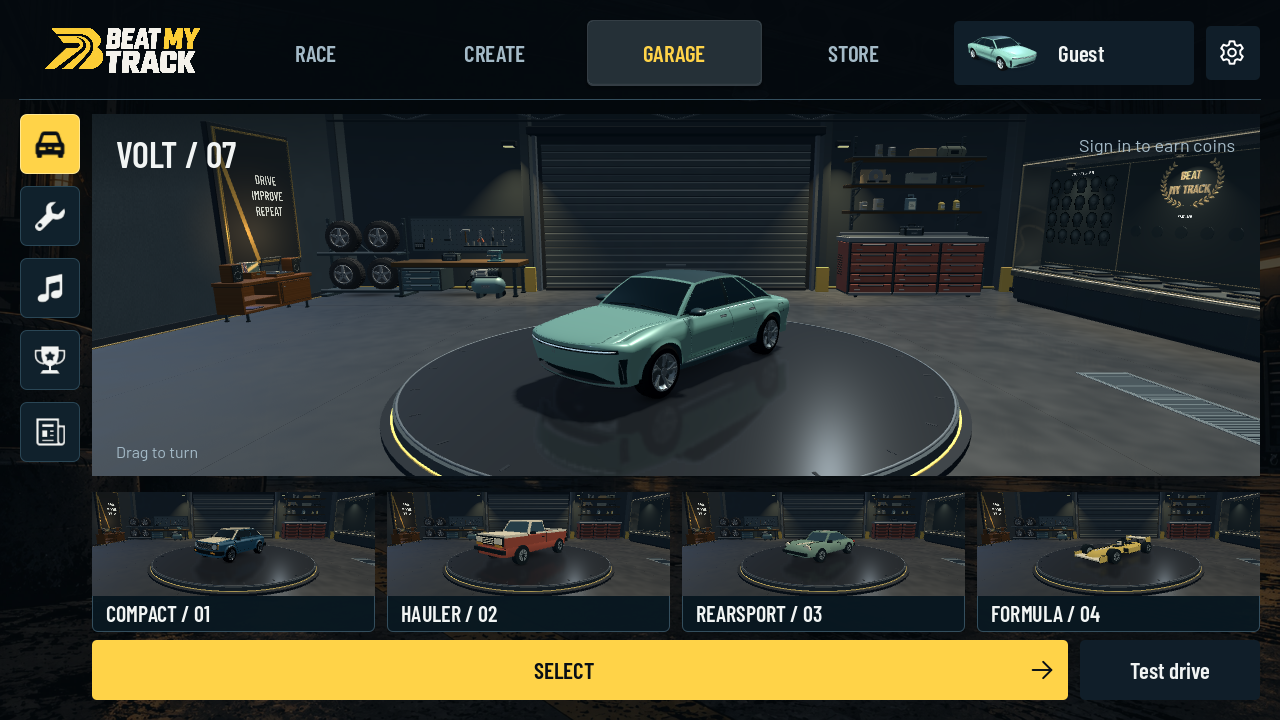 BEAT MY
TRACK
RACE
CREATE
GARAGE
STORE
Guest
VOLT / 07
Sign in to earn coins
DRIVE
IMPROVE
REPEAT
BEAT
MY TRACK
Drag to turn
COMPACT / 01
HAULER / 02
REARSPORT / 03
FORMULA / 04
SELECT
Test drive